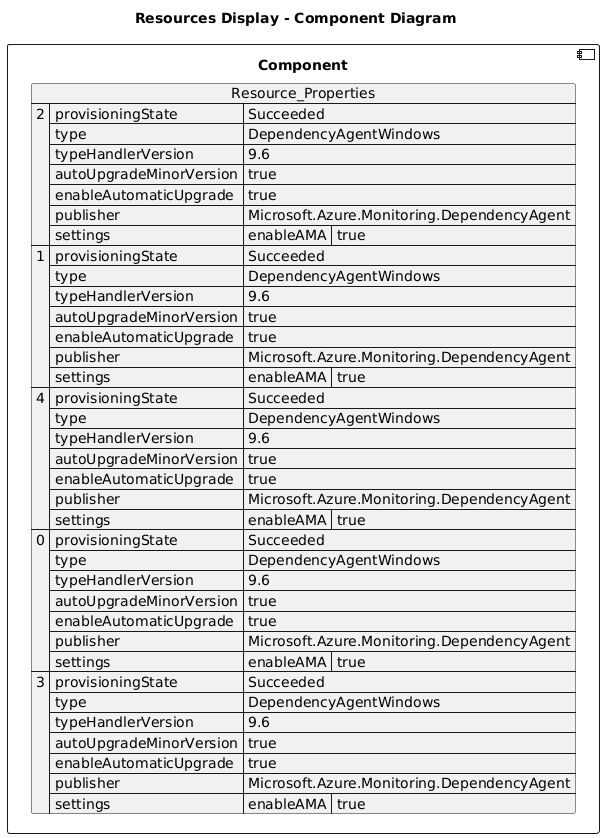 Resources Display - Component Diagram
Component
Resource_Properties
2 provisioningState Succeeded
type DependencyAgentWindows
typeHandlerVersion 9.6
autoUpgradeMinorVersion true
enableAutomaticUpgrade true
publisher Microsoft.Azure.Monitoring.DependencyAgent
settings enableAMA true
1 provisioningState Succeeded
type DependencyAgentWindows
typeHandlerVersion 9.6
autoUpgradeMinorVersion true
enableAutomaticUpgrade true
publisher Microsoft.Azure.Monitoring.DependencyAgent
settings enableAMA true
4 provisioningState Succeeded
type DependencyAgentWindows
typeHandlerVersion 9.6
autoUpgradeMinorVersion true
enableAutomaticUpgrade true
publisher Microsoft.Azure.Monitoring.DependencyAgent
settings enableAMA true
0 provisioningState Succeeded
type DependencyAgentWindows
typeHandlerVersion 9.6
autoUpgradeMinorVersion true
enableAutomaticUpgrade true
publisher Microsoft.Azure.Monitoring.DependencyAgent
settings enableAMA true
3 provisioningState Succeeded
type DependencyAgentWindows
typeHandlerVersion 9.6
autoUpgradeMinorVersion true
enableAutomaticUpgrade true
publisher Microsoft.Azure.Monitoring.DependencyAgent
settings enableAMA true